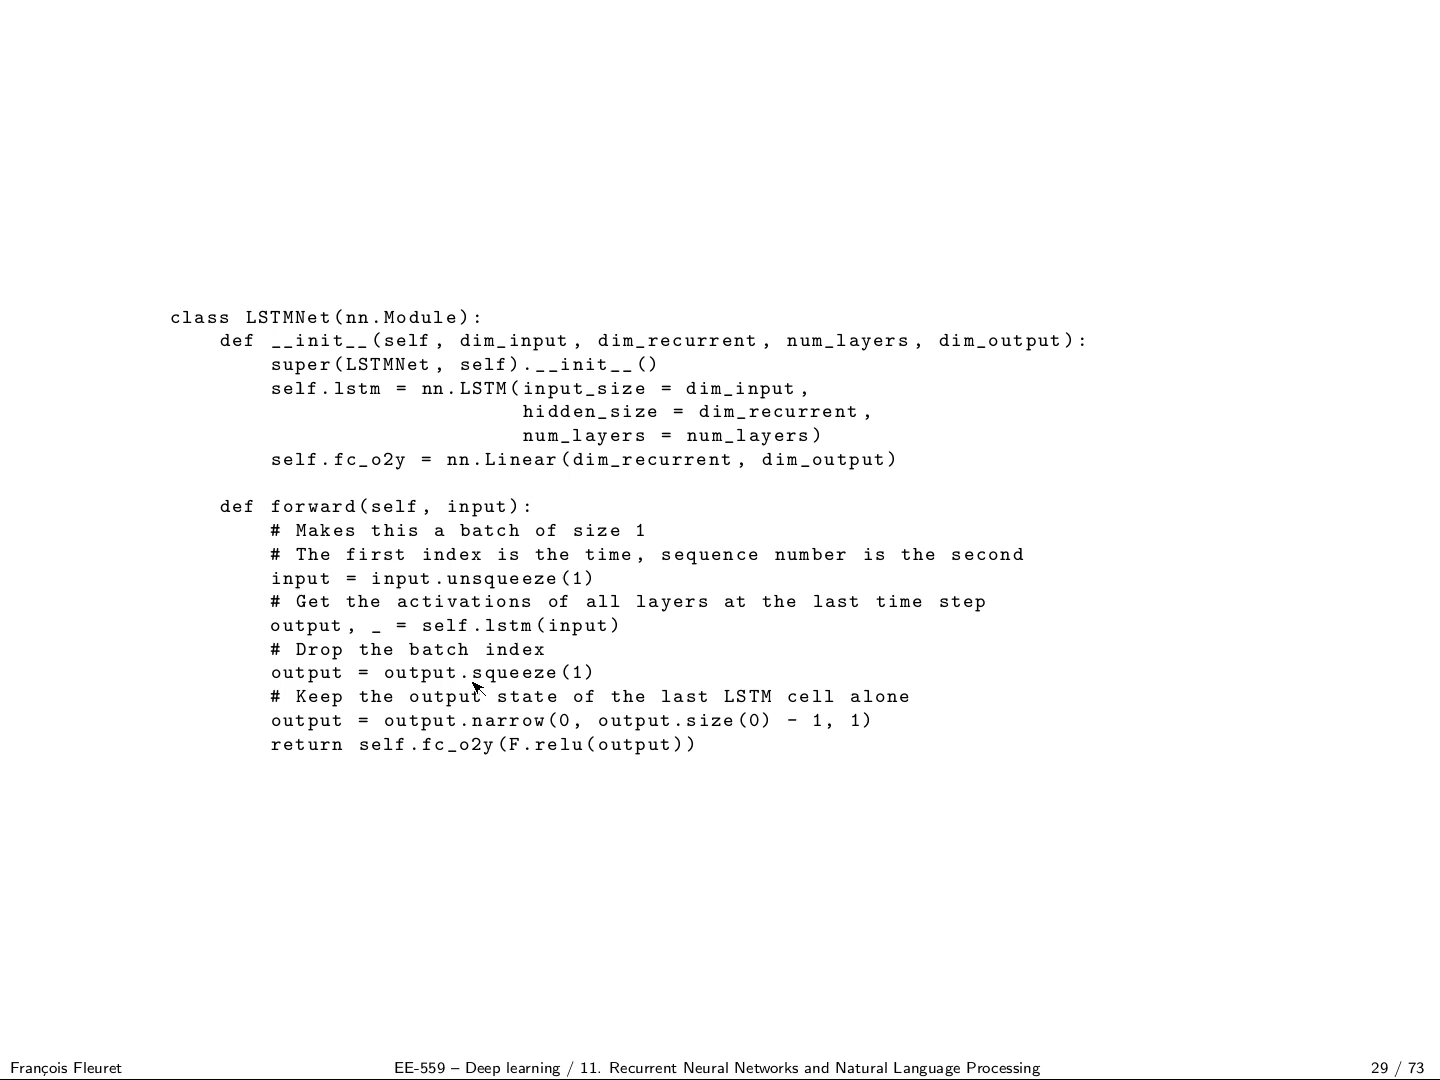 class LSTMNet(nn.Module):
    def __init__(self, dim_input, dim_recurrent, num_layers, dim_output):
        super(LSTMNet, self).__init__()
        self.lstm = nn.LSTM(input_size = dim_input,
                            hidden_size = dim_recurrent,
                            num_layers = num_layers)
        self.fc_o2y = nn.Linear(dim_recurrent, dim_output)

    def forward(self, input):
        # Makes this a batch of size 1
        # The first index is the time, sequence number is the second
        input = input.unsqueeze(1)
        # Get the activations of all layers at the last time step
        output, _ = self.lstm(input)
        # Drop the batch index
        output = output.squeeze(1)
        # Keep the output state of the last LSTM cell alone
        output = output.narrow(0, output.size(0) - 1, 1)
        return self.fc_o2y(F.relu(output))
François Fleuret
EE-559 – Deep learning / 11. Recurrent Neural Networks and Natural Language Processing
29 / 73